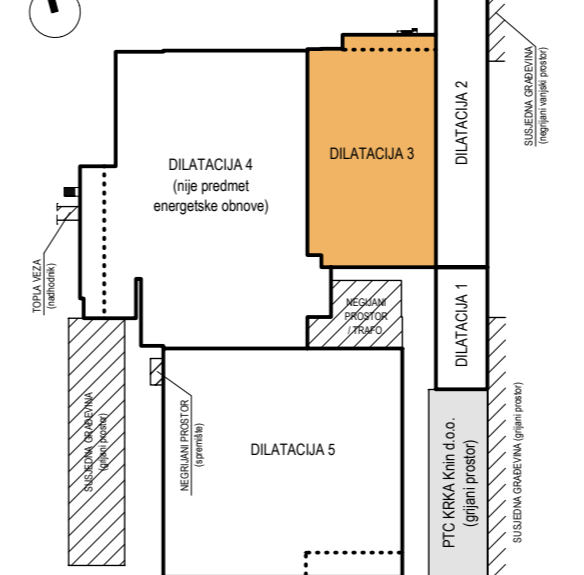 DILATACIJA 4
(nije predmet
energetske obnove)
DILATACIJA 3
DILATACIJA 2
SUSJEDNA GRAĐEVINA
(negrijani vanjski prostor)
TOPLA VEZA
(nadhodnik)
NEGIJANI
PROSTOR
/ TRAFO
DILATACIJA 1
SUSJEDNA GRAĐEVINA
(grijani prostor)
NEGRIJANI PROSTOR
(spremište)
DILATACIJA 5
PTC KRKA Knin d.o.o.
(grijani prostor)
SUSJEDNA GRAĐEVINA (grijani prostor)